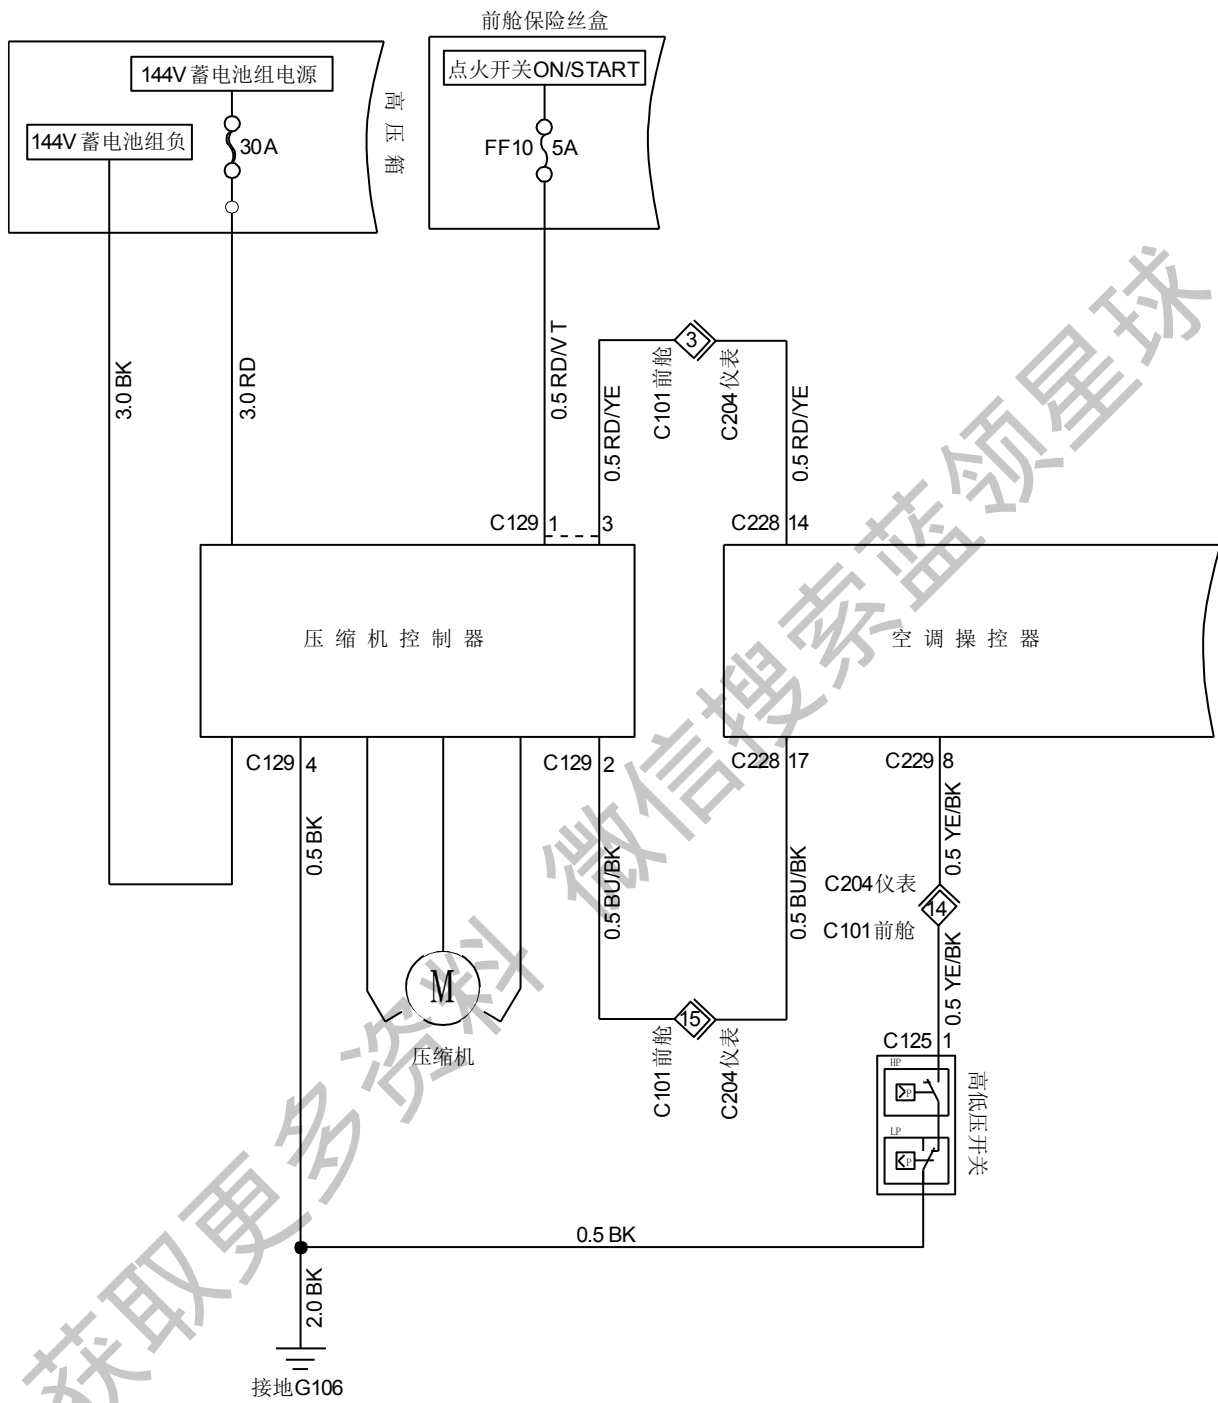 前舱保险丝盒
144V 蓄电池组电源
点火开关ON/START
高压箱
144V 蓄电池组负
30A
FF10
5A
3.0 BK
3.0 RD
0.5 RD/VT
0.5 RD/YE
3
C101前舱
C204仪表
0.5 RD/YE
C129
1
3
C228
14
压缩机控制器
空调操控器
C129
4
C129
2
C228
17
C229
8
0.5 BK
0.5 BU/BK
0.5 BU/BK
0.5 YE/BK
C204仪表
14
C101前舱
0.5 YE/BK
M
压缩机
15
C101前舱
C204仪表
C125
1
HP
P
LP
P
高低压开关
0.5 BK
2.0 BK
接地G106
获取更多资料 微信搜索蓝领星球